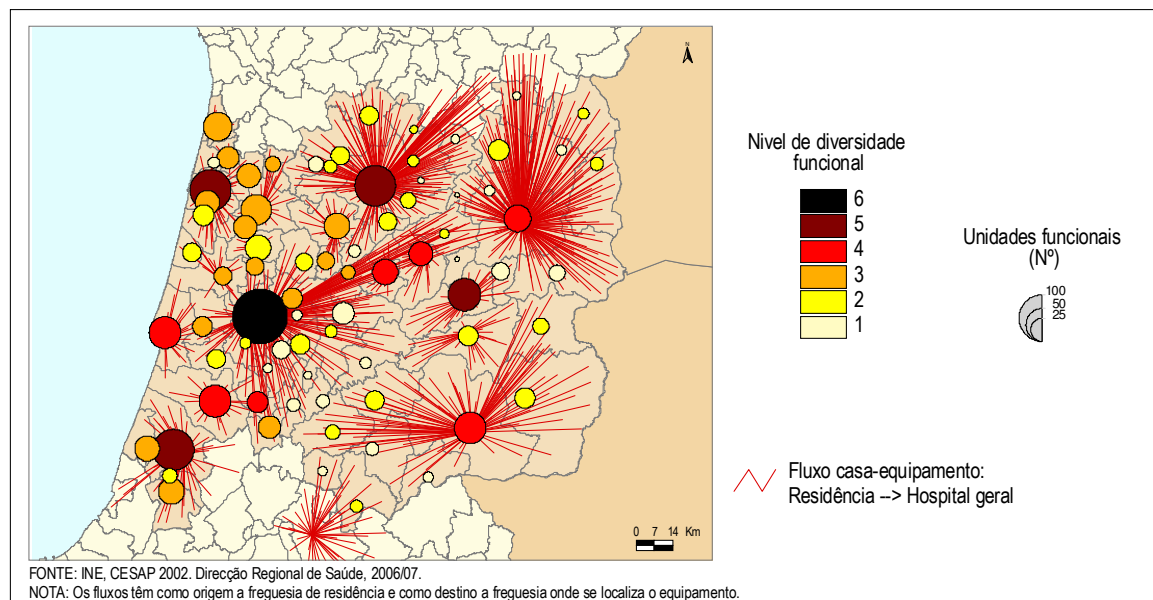 N
Nivel de diversidade
funcional
6
5
4
3
2
1
Unidades funcionais
(Nº)
100
50
25
Fluxo casa-equipamento:
Residência --> Hospital geral
0 7 14 Km
FONTE: INE, CESAP 2002. Direcção Regional de Saúde, 2006/07.
NOTA: Os fluxos têm como origem a freguesia de residência e como destino a freguesia onde se localiza o equipamento.